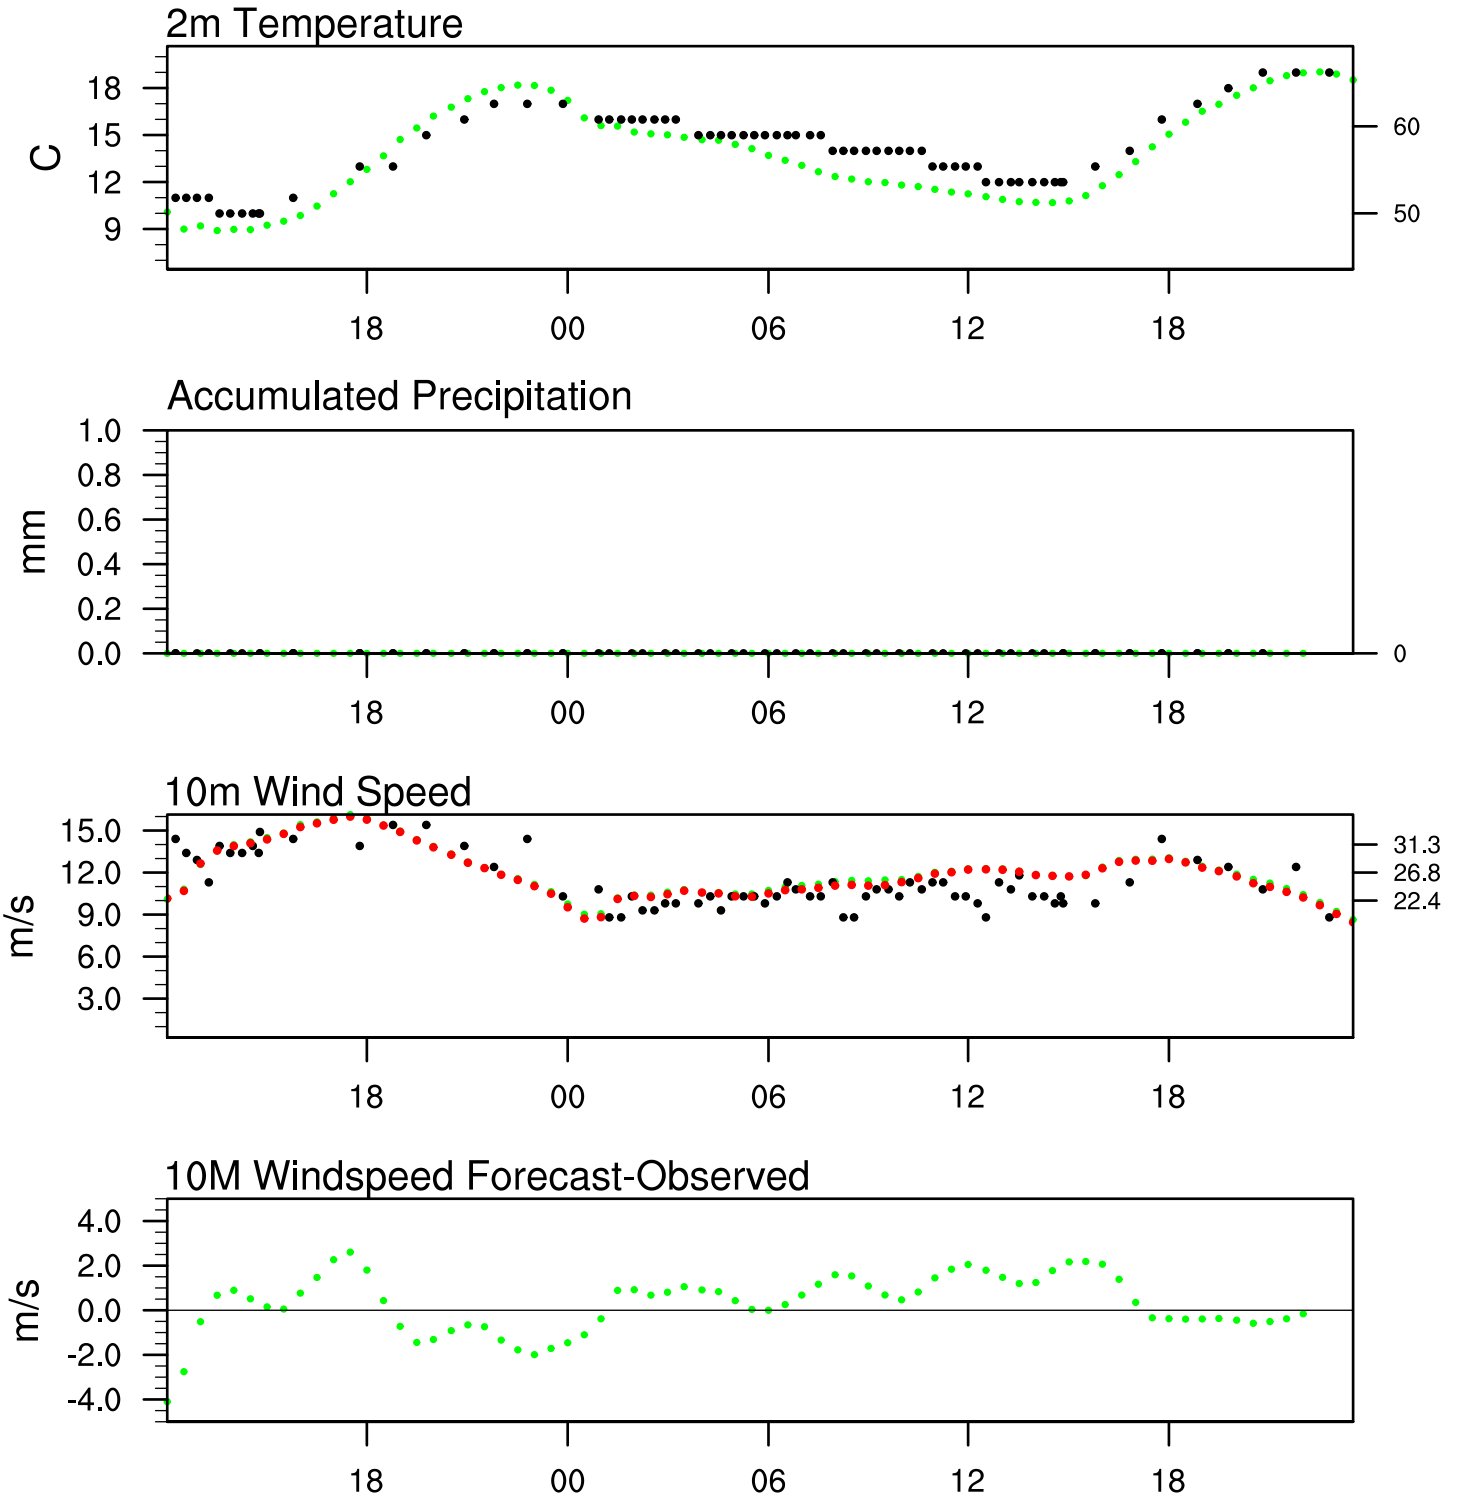 2m Temperature
18
15
12
9
C
60
50
18 00 06 12 18
Accumulated Precipitation
1.0
0.8
0.6
0.4
0.2
0.0
mm
0
18 00 06 12 18
10m Wind Speed
15.0
12.0
9.0
6.0
3.0
m/s
31.3
26.8
22.4
18 00 06 12 18
10M Windspeed Forecast-Observed
4.0
2.0
0.0
-2.0
-4.0
m/s
18 00 06 12 18